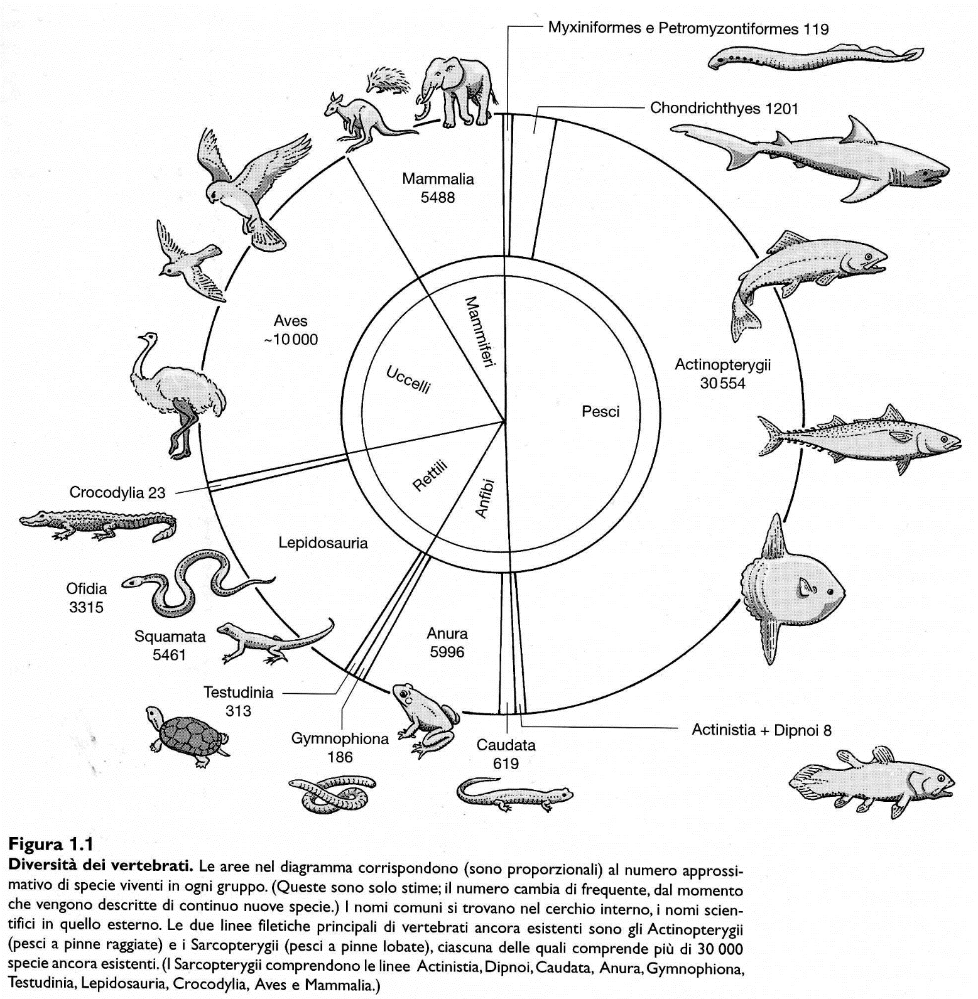 Myxiniformes e Petromyzontiformes 119
Chondrichthyes 1201
Mammalia
5488
Aves
~10 000
Actinopterygii
30 554
Mammiferi
Uccelli
Pesci
Rettili
Anfibi
Crocodylia 23
Lepidosauria
Ofidia
3315
Squamata
5461
Anura
5996
Testudinia
313
Gymnophiona
186
Caudata
619
Actinistia + Dipnoi 8
Figura 1.1
Diversità dei vertebrati. Le aree nel diagramma corrispondono (sono proporzionali) al numero approssi-
mativo di specie viventi in ogni gruppo. (Queste sono solo stime; il numero cambia di frequente, dal momento
che vengono descritte di continuo nuove specie.) I nomi comuni si trovano nel cerchio interno, i nomi scien-
tifici in quello esterno. Le due linee filetiche principali di vertebrati ancora esistenti sono gli Actinopterygii
(pesci a pinne raggiate) e i Sarcopterygii (pesci a pinne lobate), ciascuna delle quali comprende più di 30 000
specie ancora esistenti. (I Sarcopterygii comprendono le linee Actinistia, Dipnoi, Caudata, Anura, Gymnophiona,
Testudinia, Lepidosauria, Crocodylia, Aves e Mammalia.)